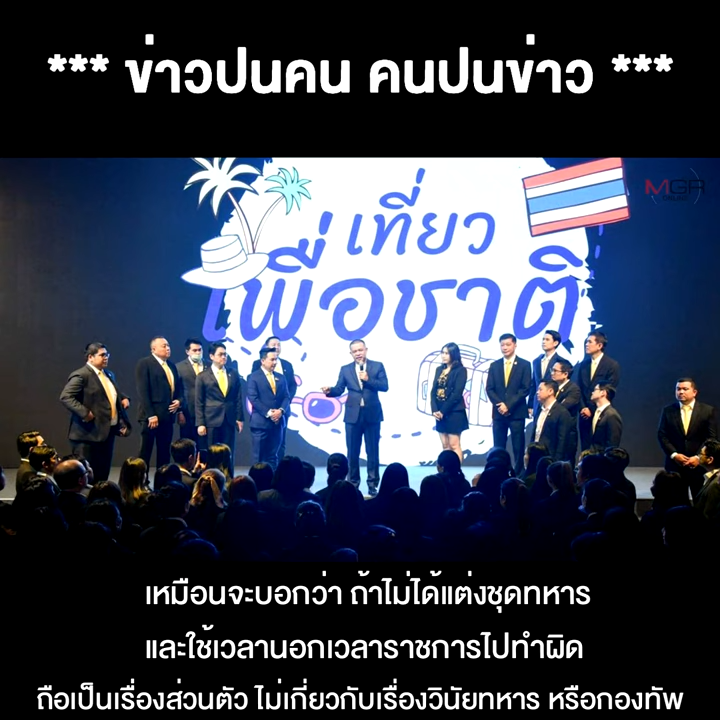 *** ข่าวปนคน คนปนข่าว ***
MGR
เที่ยว
เพื่อชาติ
เหมือนจะบอกว่า ถ้าไม่ได้แต่งชุดทหาร
และใช้เวลานอกเวลาราชการไปทำผิด
ถือเป็นเรื่องส่วนตัว ไม่เกี่ยวกับเรื่องวินัยทหาร หรือกองทัพ